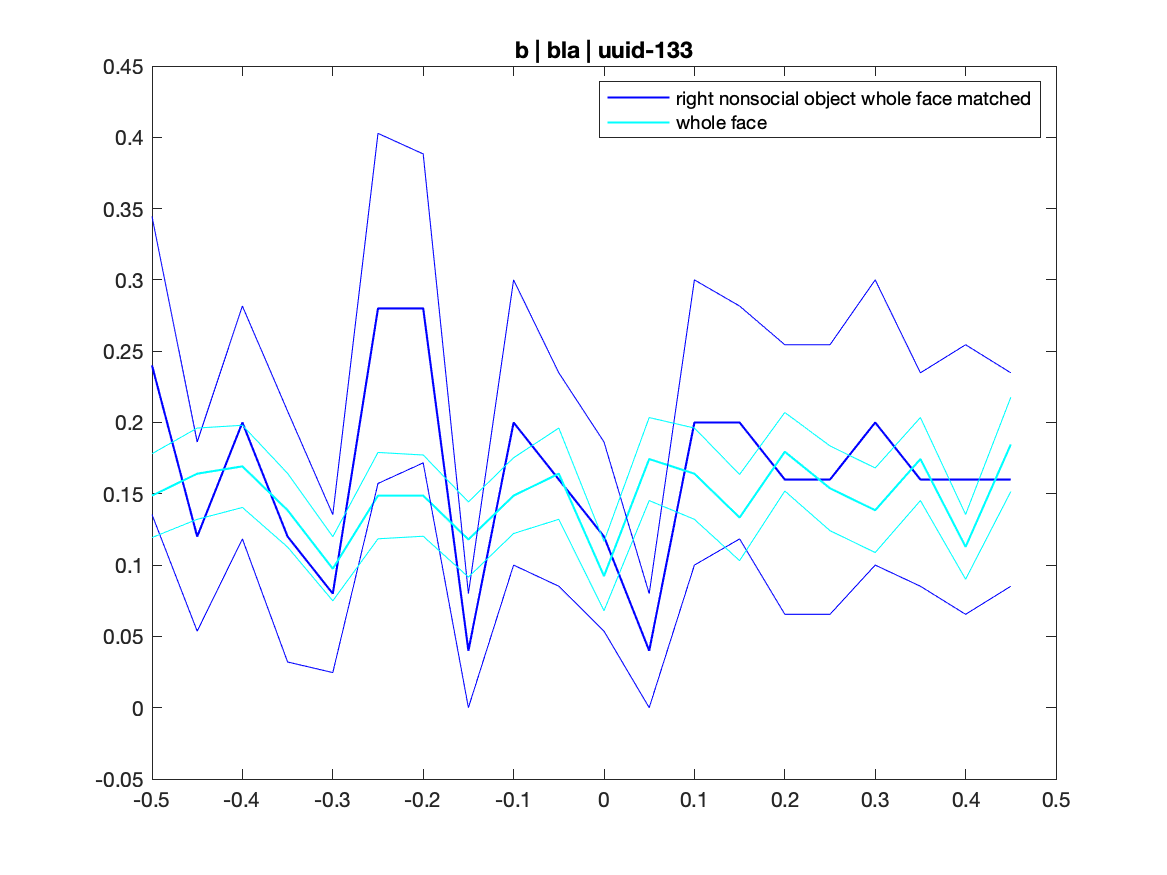 b | bla | uuid-133
right nonsocial object whole face matched
whole face
0.45
0.4
0.35
0.3
0.25
0.2
0.15
0.1
0.05
0
-0.05
-0.5 -0.4 -0.3 -0.2 -0.1 0 0.1 0.2 0.3 0.4 0.5